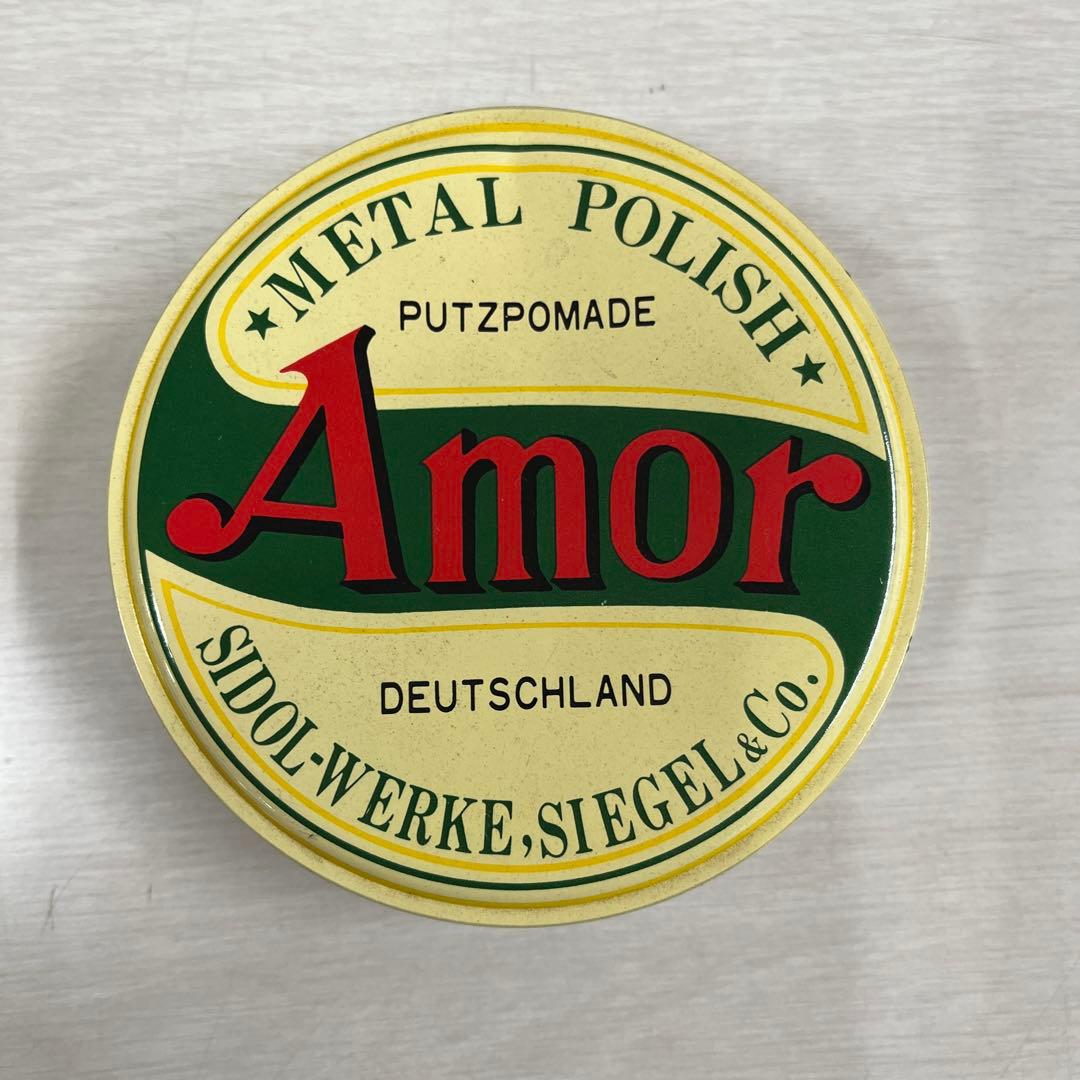 ★METAL POLISH★
PUTZPOMADE
Amor
DEUTSCHLAND
SIDOL-WERKE, SIEGEL & Co.